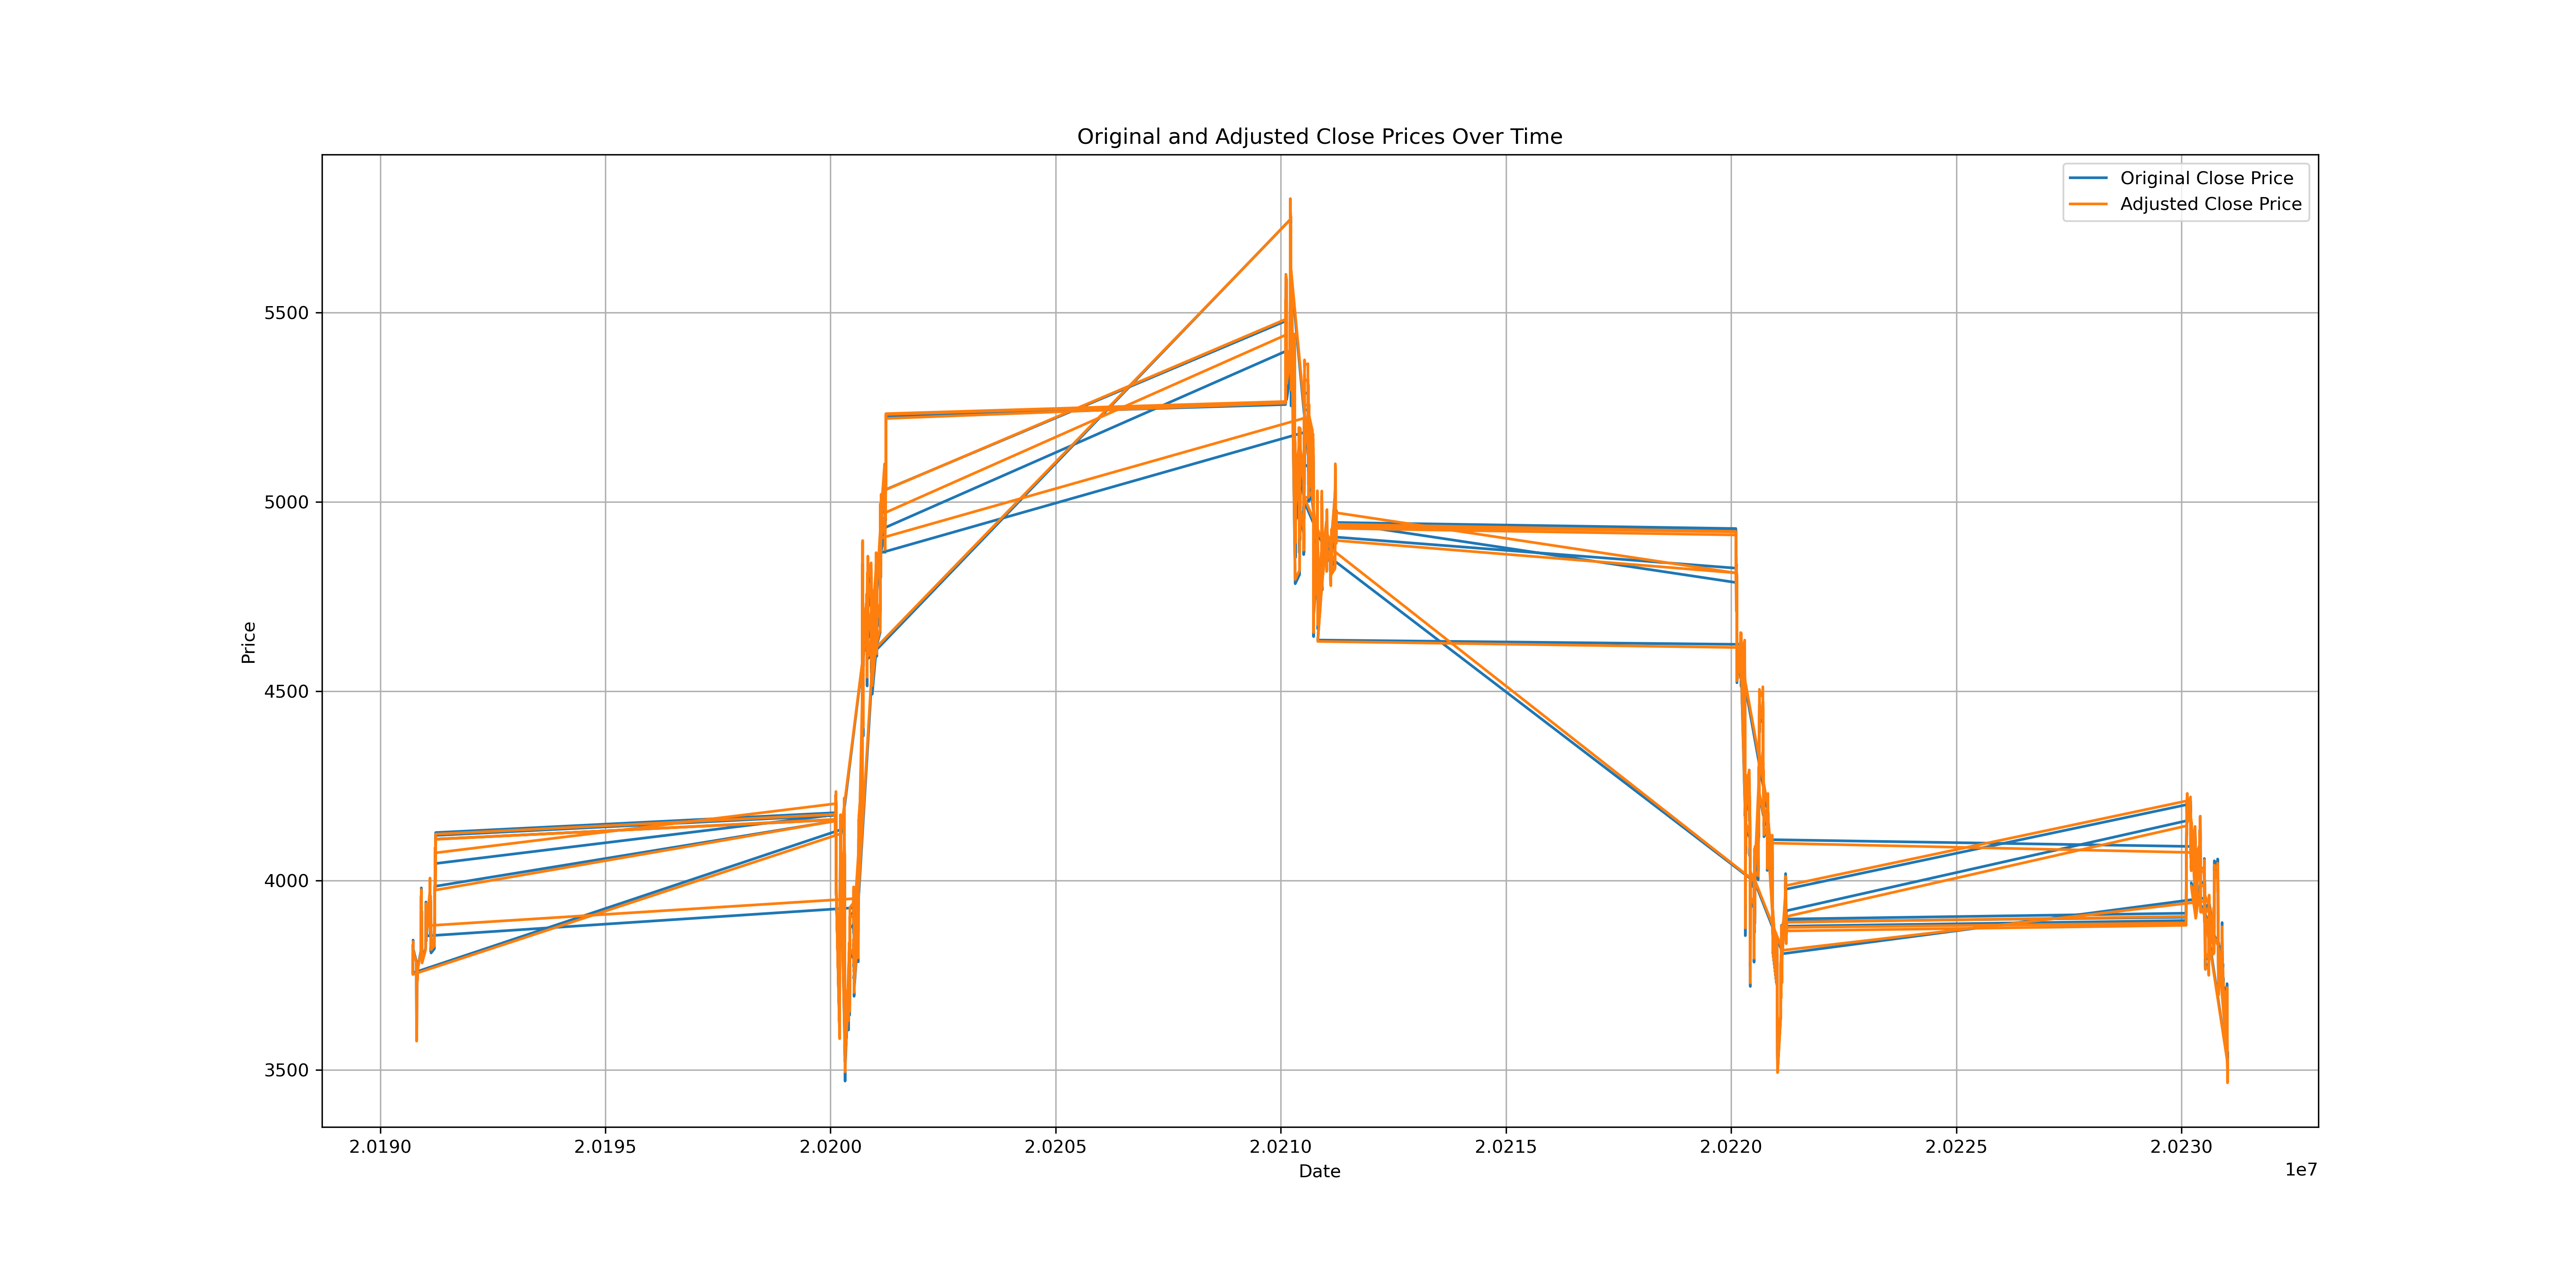 Original and Adjusted Close Prices Over Time
Original Close Price
Adjusted Close Price
Price
5500
5000
4500
4000
3500
2.0190 2.0195 2.0200 2.0205 2.0210 2.0215 2.0220 2.0225 2.0230
1e7
Date